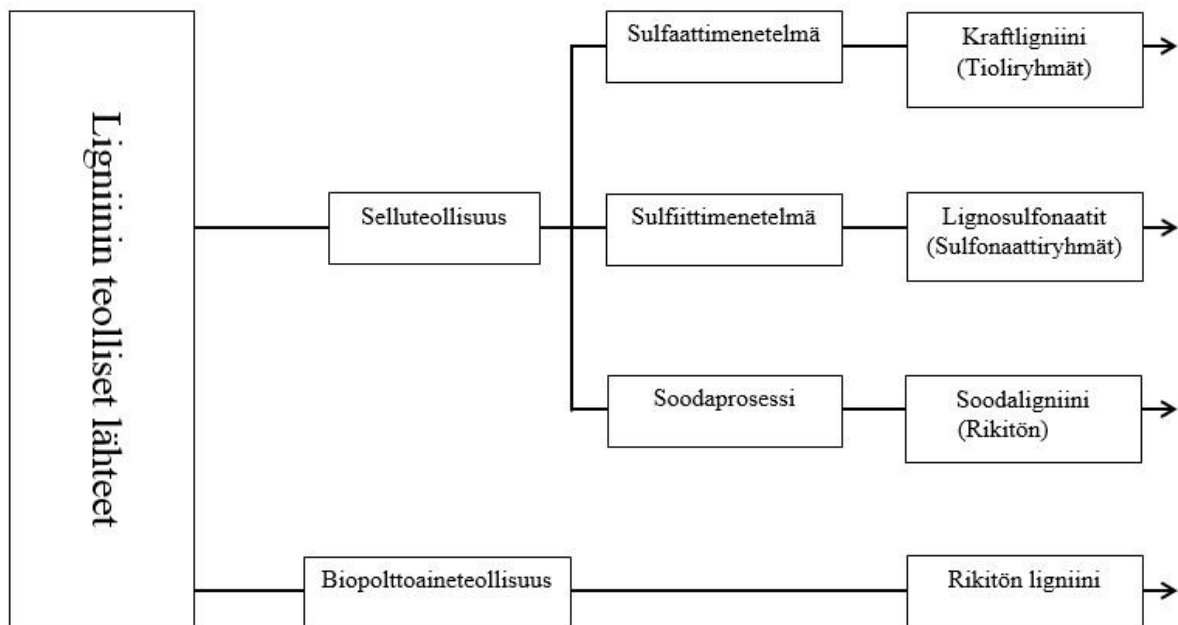 Ligniinin teolliset lähteet
Selluteollisuus
Sulfaattimenetelmä
Kraftligniini
(Tioliryhmät)
Sulfiittimenetelmä
Lignosulfonaatit
(Sulfonaattiryhmät)
Soodaprosessi
Soodaligniini
(Rikitön)
Biopolttoaineteollisuus
Rikitön ligniini